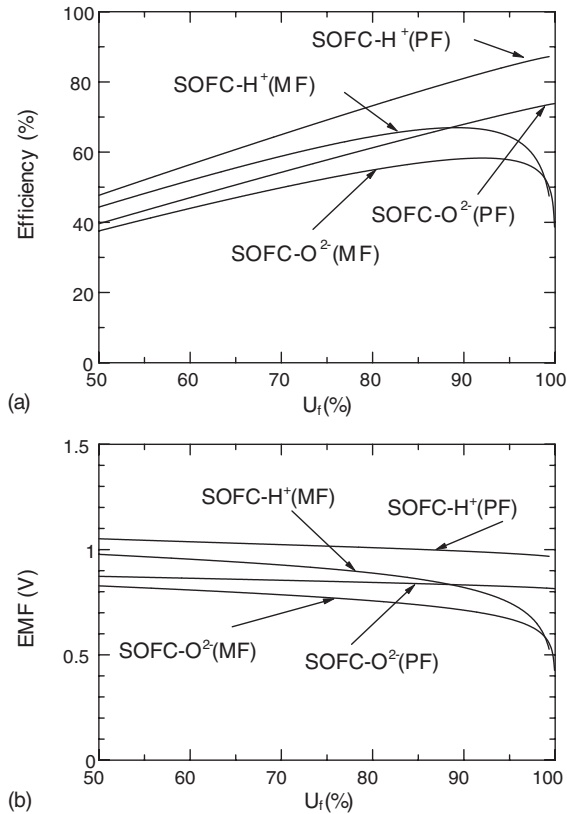 100
80
60
40
20
0
Efficiency (%)
SOFC-H⁺(PF)
SOFC-H⁺(MF)
SOFC-O²⁻(PF)
SOFC-O²⁻(MF)
50 60 70 80 90 100
(a)
U_f(%)
1.5
1
0.5
0
EMF (V)
SOFC-H⁺(MF)
SOFC-H⁺(PF)
SOFC-O²⁻(MF)
SOFC-O²⁻(PF)
50 60 70 80 90 100
(b)
U_f(%)